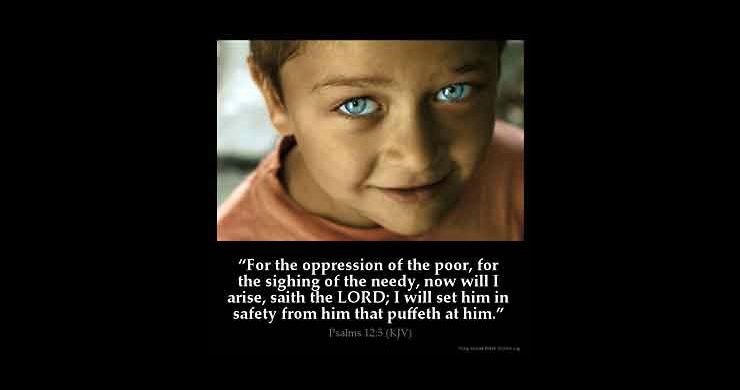 “For the oppression of the poor, for
the sighing of the needy, now will I
arise, saith the LORD; I will set him in
safety from him that puffeth at him.”
Psalms 12:5 (KJV)